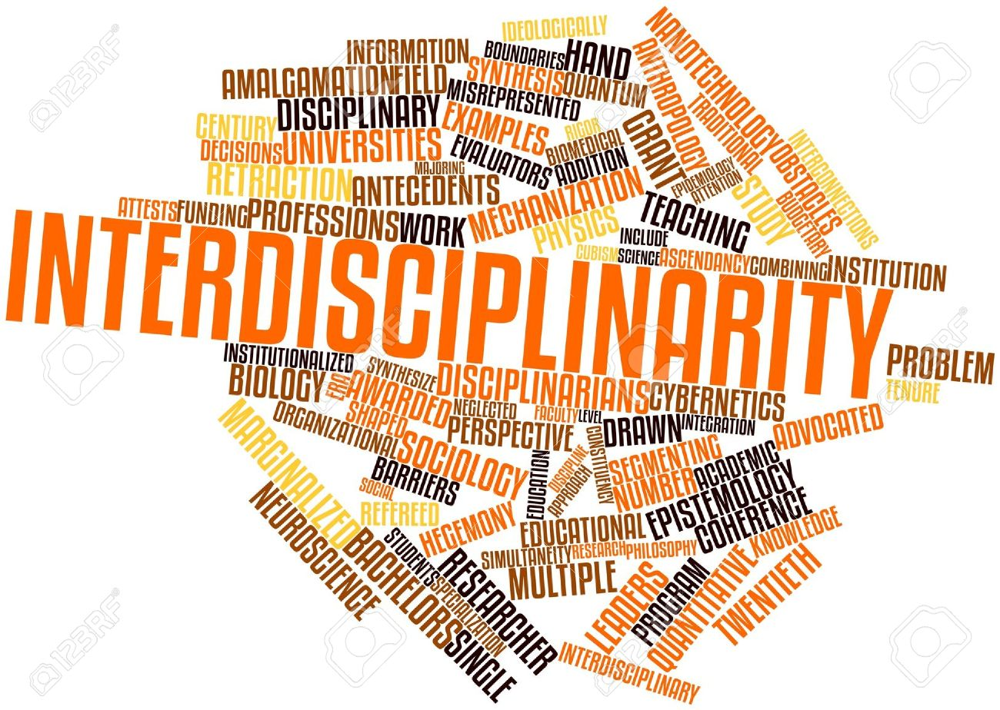 IDEOLOGICALLY
INFORMATION
BOUNDARIES
HAND
NANOTECHNOLOGY
AMALGAMATION
FIELD
SYNTHESIS
QUANTUM
ANTHROPOLOGY
DISCIPLINARY
MISREPRESENTED
TRADITIONAL
CENTURY
EXAMPLES
RIGOR
GRANT
INTERCONNECTIONS
DECISIONS
UNIVERSITIES
EVALUATORS
BIOMEDICAL
OBSTACLES
RETRACTION
MAJORING
ANTECEDENTS
ADDITION
EPIDEMIOLOGY
ATTENTION
STUDY
BUDGETARY
ATTESTS
FUNDING
PROFESSIONS
WORK
MECHANIZATION
PHYSICS
TEACHING
INCLUDE
CUBISM
SCIENCE
ASCENDANCY
COMBINING
INSTITUTION
INTERDISCIPLINARITY
INSTITUTIONALIZED
SYNTHESIZE
DISCIPLINARIANS
PROBLEM
BIOLOGY
ERA
AWARDED
CYBERNETICS
TENURE
NEGLECTED
FACULTY
LEVEL
SHAPED
ORGANIZATIONAL
PERSPECTIVE
DRAWN
INTEGRATION
ADVOCATED
MARGINALIZED
SOCIOLOGY
CONSTITUENCY
SEGMENTING
ACADEMIC
BARRIERS
EDUCATION
DISCIPLINE
APPROACH
NUMBER
EPISTEMOLOGY
SOCIAL
REFEREED
HEGEMONY
EDUCATIONAL
COHERENCE
NEUROSCIENCE
BACHELORS
STUDENTS
SIMULTANEITY
RESEARCH
PHILOSOPHY
KNOWLEDGE
RESEARCHER
SPECIALIZATION
MULTIPLE
LEADERS
PROGRAM
QUANTITATIVE
TWENTIETH
SINGLE
INTERDISCIPLINARY
123RF